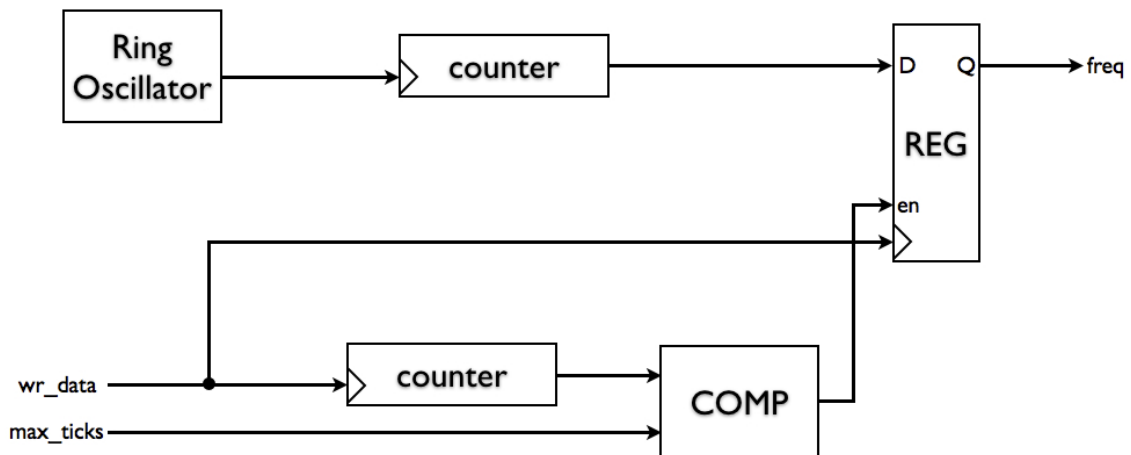 Ring
Oscillator
counter
D Q
freq
REG
en
wr_data
counter
COMP
max_ticks